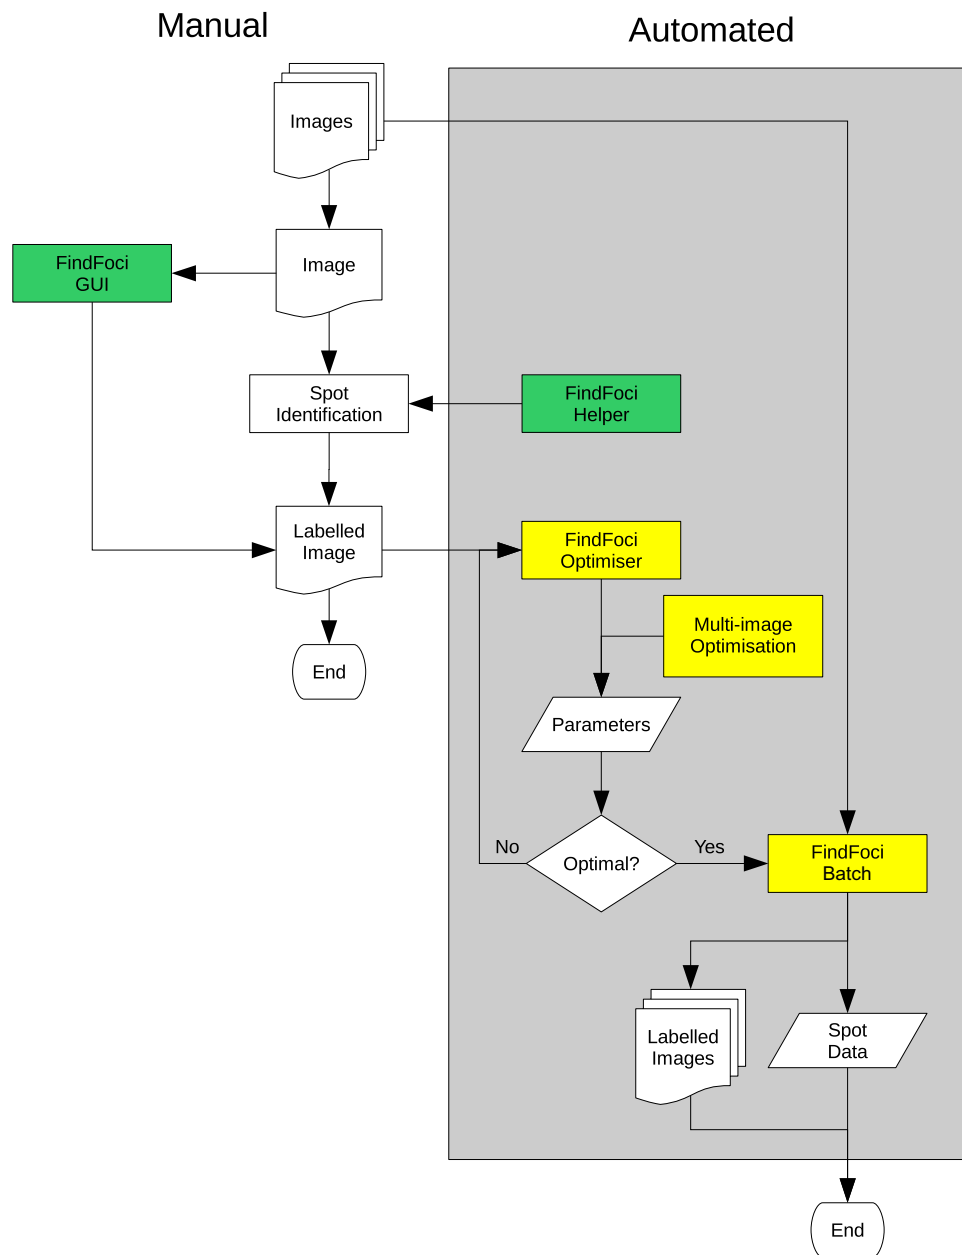 Manual
Automated
Images
FindFoci
GUI
Image
Spot
Identification
FindFoci
Helper
Labelled
Image
FindFoci
Optimiser
Multi-image
Optimisation
End
Parameters
No
Optimal?
Yes
FindFoci
Batch
Labelled
Images
Spot
Data
End